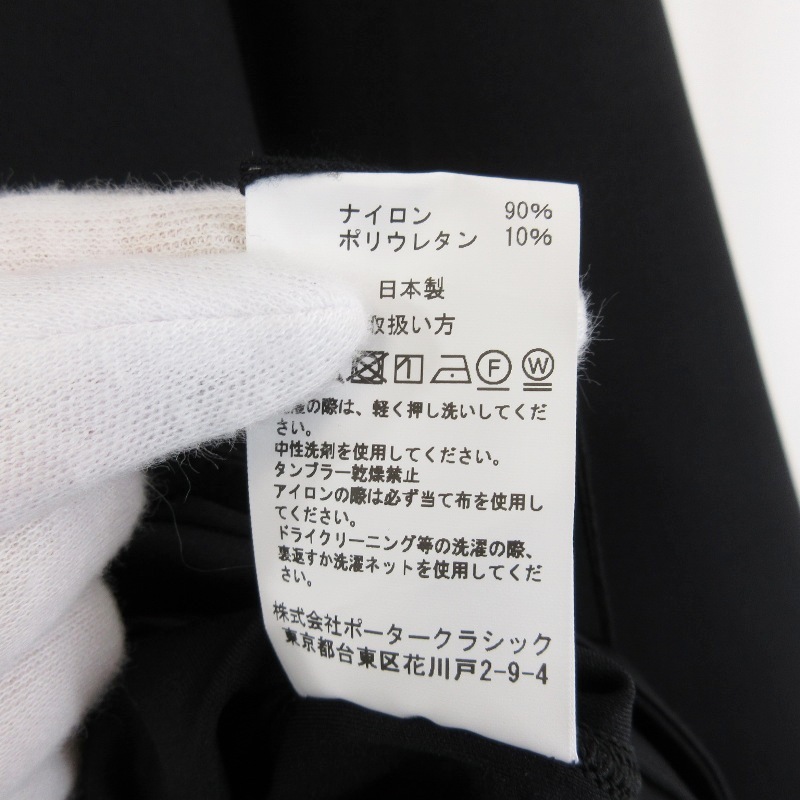 ナイロン 90%
ポリウレタン 10%
日本製
取扱い方
F W
の際は、軽く押し洗いしてくだ
さい。
中性洗剤を使用してください。
タンブラー乾燥禁止
アイロンの際は必ず当て布を使用し
てください。
ドライクリーニング等の洗濯の際、
裏返すか洗濯ネットを使用してくだ
さい。
株式会社ポータークラシック
東京都台東区花川戸2-9-4